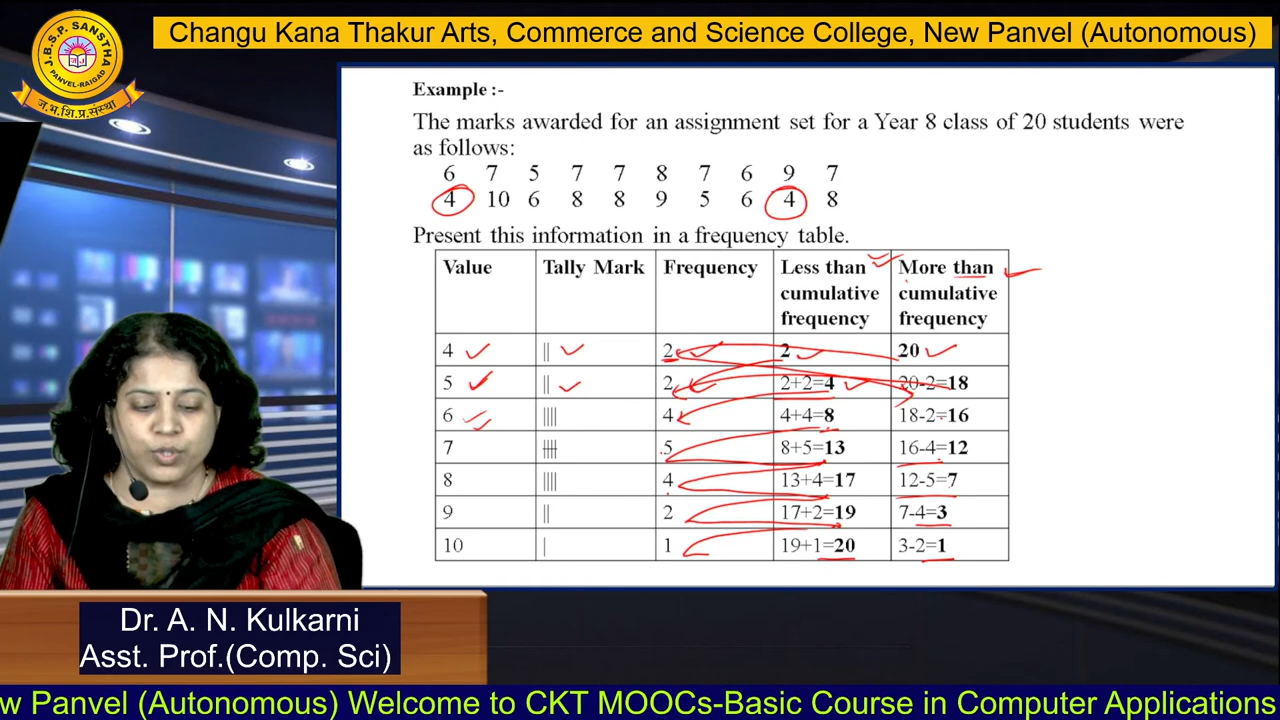 Changu Kana Thakur Arts, Commerce and Science College, New Panvel (Autonomous)
J.B.S.P. SANSTHA
PANVEL-RAIGAD
ज.भ.शि.प्र.संस्था
Example :-
The marks awarded for an assignment set for a Year 8 class of 20 students were
as follows:
6 7 5 7 7 8 7 6 9 7
4 10 6 8 8 9 5 6 4 8
Present this information in a frequency table.
Value Tally Mark Frequency Less than cumulative frequency More than cumulative frequency
4 || 2 2 20
5 || 2 2+2=4 20-2=18
6 |||| 4 4+4=8 18-2=16
7 5 8+5=13 16-4=12
8 |||| 4 13+4=17 12-5=7
9 || 2 17+2=19 7-4=3
10 | 1 19+1=20 3-2=1
Dr. A. N. Kulkarni
Asst. Prof.(Comp. Sci)
w Panvel (Autonomous) Welcome to CKT MOOCs-Basic Course in Computer Applications